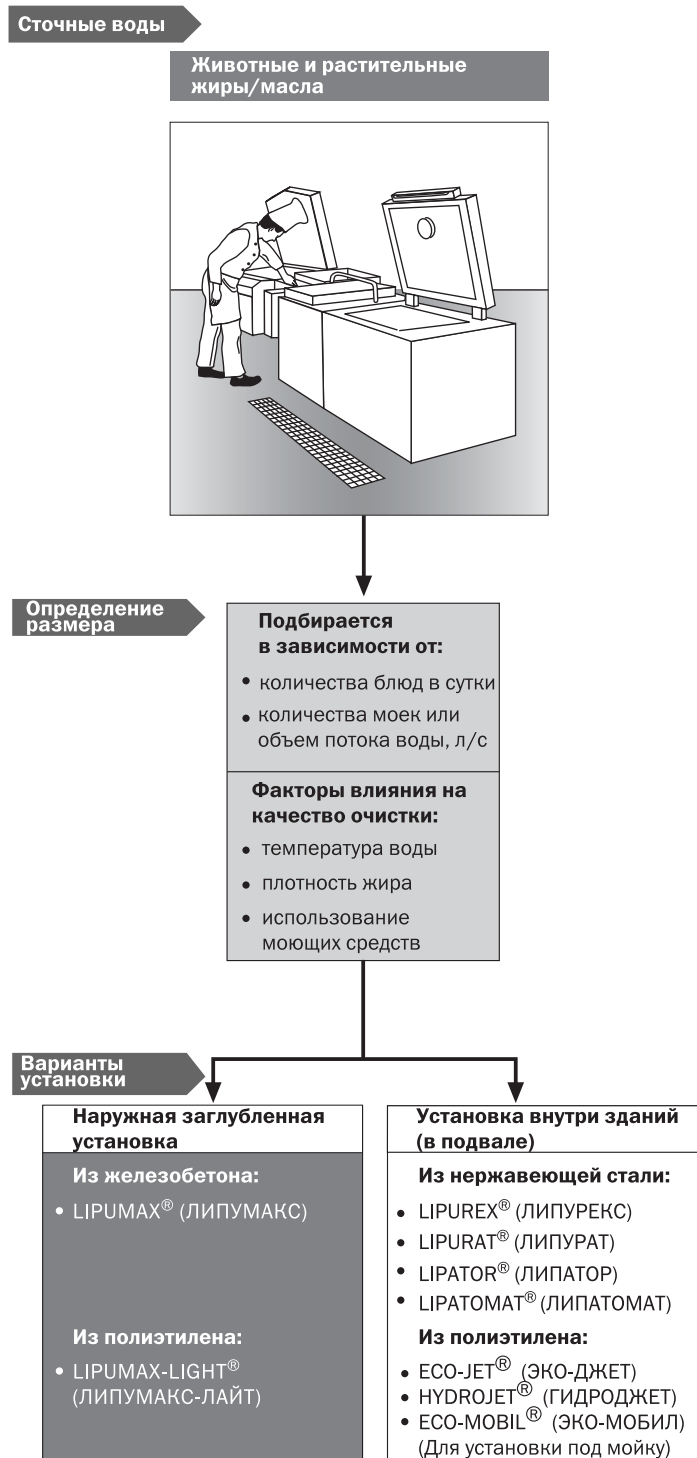 Сточные воды
Животные и растительные
жиры/масла
Определение
размера
Подбирается
в зависимости от:
• количества блюд в сутки
• количества моек или
объем потока воды, л/с
Факторы влияния на
качество очистки:
• температура воды
• плотность жира
• использование
моющих средств
Варианты
установки
Наружная заглубленная
установка
Из железобетона:
• LIPUMAX® (ЛИПУМАКС)
Из полиэтилена:
• LIPUMAX-LIGHT®
(ЛИПУМАКС-ЛАЙТ)
Установка внутри зданий
(в подвале)
Из нержавеющей стали:
• LIPUREX® (ЛИПУРЕКС)
• LIPURAT® (ЛИПУРАТ)
• LIPATOR® (ЛИПАТОР)
• LIPATOMAT® (ЛИПАТОМАТ)
Из полиэтилена:
• ECO-JET® (ЭКО-ДЖЕТ)
• HYDROJET® (ГИДРОДЖЕТ)
• ECO-MOBIL® (ЭКО-МОБИЛ)
(Для установки под мойку)